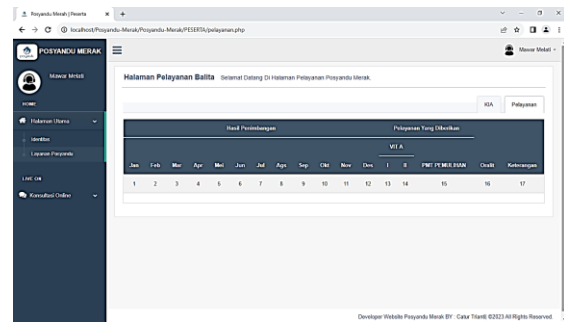 Posyandu Merak | Peserta
localhost/Posyandu-Merak/Posyandu-Merak/PESERTA/pelayanan.php
POSYANDU MERAK
Mawar Melati
Mawar Melati
HOME
Halaman Utama
Identitas
Layanan Posyandu
LIVE ON
Konsultasi Online
Halaman Pelayanan Balita Selamat Datang Di Halaman Pelayanan Posyandu Merak.
KIA Pelayanan
Hasil Penimbangan Pelayanan Yang Diberikan
VIT A
Jan Feb Mar Apr Mei Jun Jul Ags Sep Okt Nov Des I II PMT PEMULIHAN Oralit Keterangan
1 2 3 4 5 6 7 8 9 10 11 12 13 14 15 16 17
Developer Website Posyandu Merak BY : Catur Trianti ©2023 All Rights Reserved.